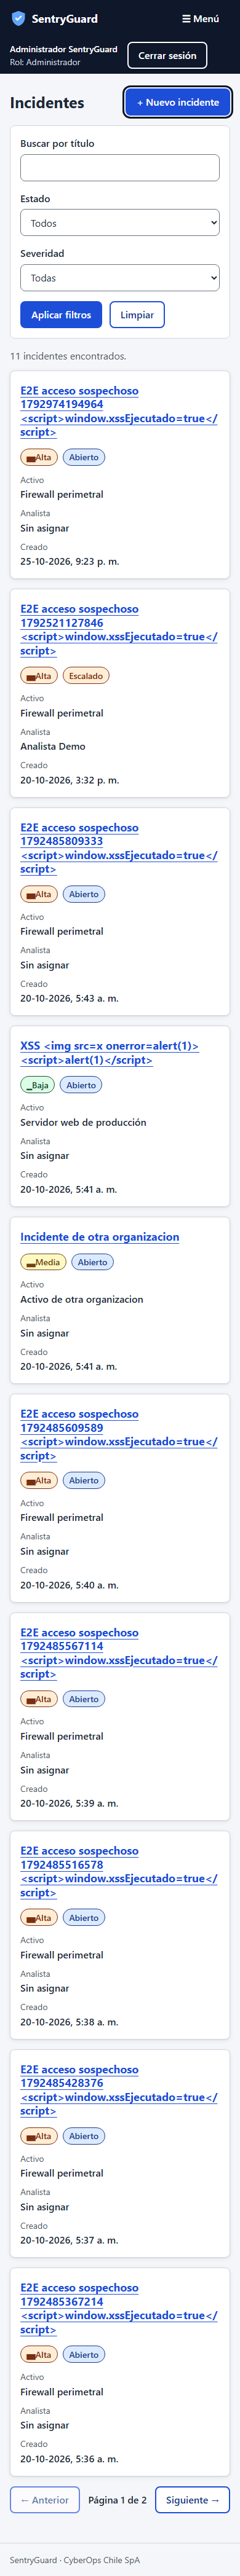 SentryGuard
☰ Menú
Administrador SentryGuard
Rol: Administrador
Cerrar sesión
Incidentes
+ Nuevo incidente
Buscar por título
Estado
Todos
Severidad
Todas
Aplicar filtros
Limpiar
11 incidentes encontrados.
E2E acceso sospechoso
1792974194964
<script>window.xssEjecutado=true</
script>
Alta
Abierto
Activo
Firewall perimetral
Analista
Sin asignar
Creado
25-10-2026, 9:23 p. m.
E2E acceso sospechoso
1792521127846
<script>window.xssEjecutado=true</
script>
Alta
Escalado
Activo
Firewall perimetral
Analista
Analista Demo
Creado
20-10-2026, 3:32 p. m.
E2E acceso sospechoso
1792485809333
<script>window.xssEjecutado=true</
script>
Alta
Abierto
Activo
Firewall perimetral
Analista
Sin asignar
Creado
20-10-2026, 5:43 a. m.
XSS <img src=x onerror=alert(1)>
<script>alert(1)</script>
Baja
Abierto
Activo
Servidor web de producción
Analista
Sin asignar
Creado
20-10-2026, 5:41 a. m.
Incidente de otra organizacion
Media
Abierto
Activo
Activo de otra organizacion
Analista
Sin asignar
Creado
20-10-2026, 5:41 a. m.
E2E acceso sospechoso
1792485609589
<script>window.xssEjecutado=true</
script>
Alta
Abierto
Activo
Firewall perimetral
Analista
Sin asignar
Creado
20-10-2026, 5:40 a. m.
E2E acceso sospechoso
1792485567114
<script>window.xssEjecutado=true</
script>
Alta
Abierto
Activo
Firewall perimetral
Analista
Sin asignar
Creado
20-10-2026, 5:39 a. m.
E2E acceso sospechoso
1792485516578
<script>window.xssEjecutado=true</
script>
Alta
Abierto
Activo
Firewall perimetral
Analista
Sin asignar
Creado
20-10-2026, 5:38 a. m.
E2E acceso sospechoso
1792485428376
<script>window.xssEjecutado=true</
script>
Alta
Abierto
Activo
Firewall perimetral
Analista
Sin asignar
Creado
20-10-2026, 5:37 a. m.
E2E acceso sospechoso
1792485367214
<script>window.xssEjecutado=true</
script>
Alta
Abierto
Activo
Firewall perimetral
Analista
Sin asignar
Creado
20-10-2026, 5:36 a. m.
← Anterior
Página 1 de 2
Siguiente →
SentryGuard · CyberOps Chile SpA